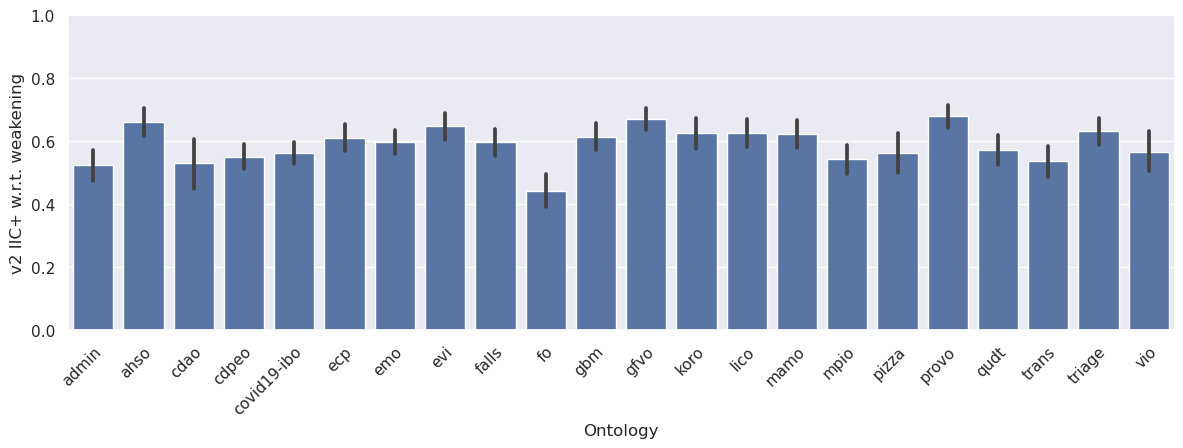 v2 IIC+ w.r.t. weakening
1.0
0.8
0.6
0.4
0.2
0.0
admin
ahso
cdao
cdpeo
covid19-ibo
ecp
emo
evi
falls
fo
gbm
gfvo
koro
lico
mamo
mpio
pizza
provo
qudt
trans
triage
vio
Ontology